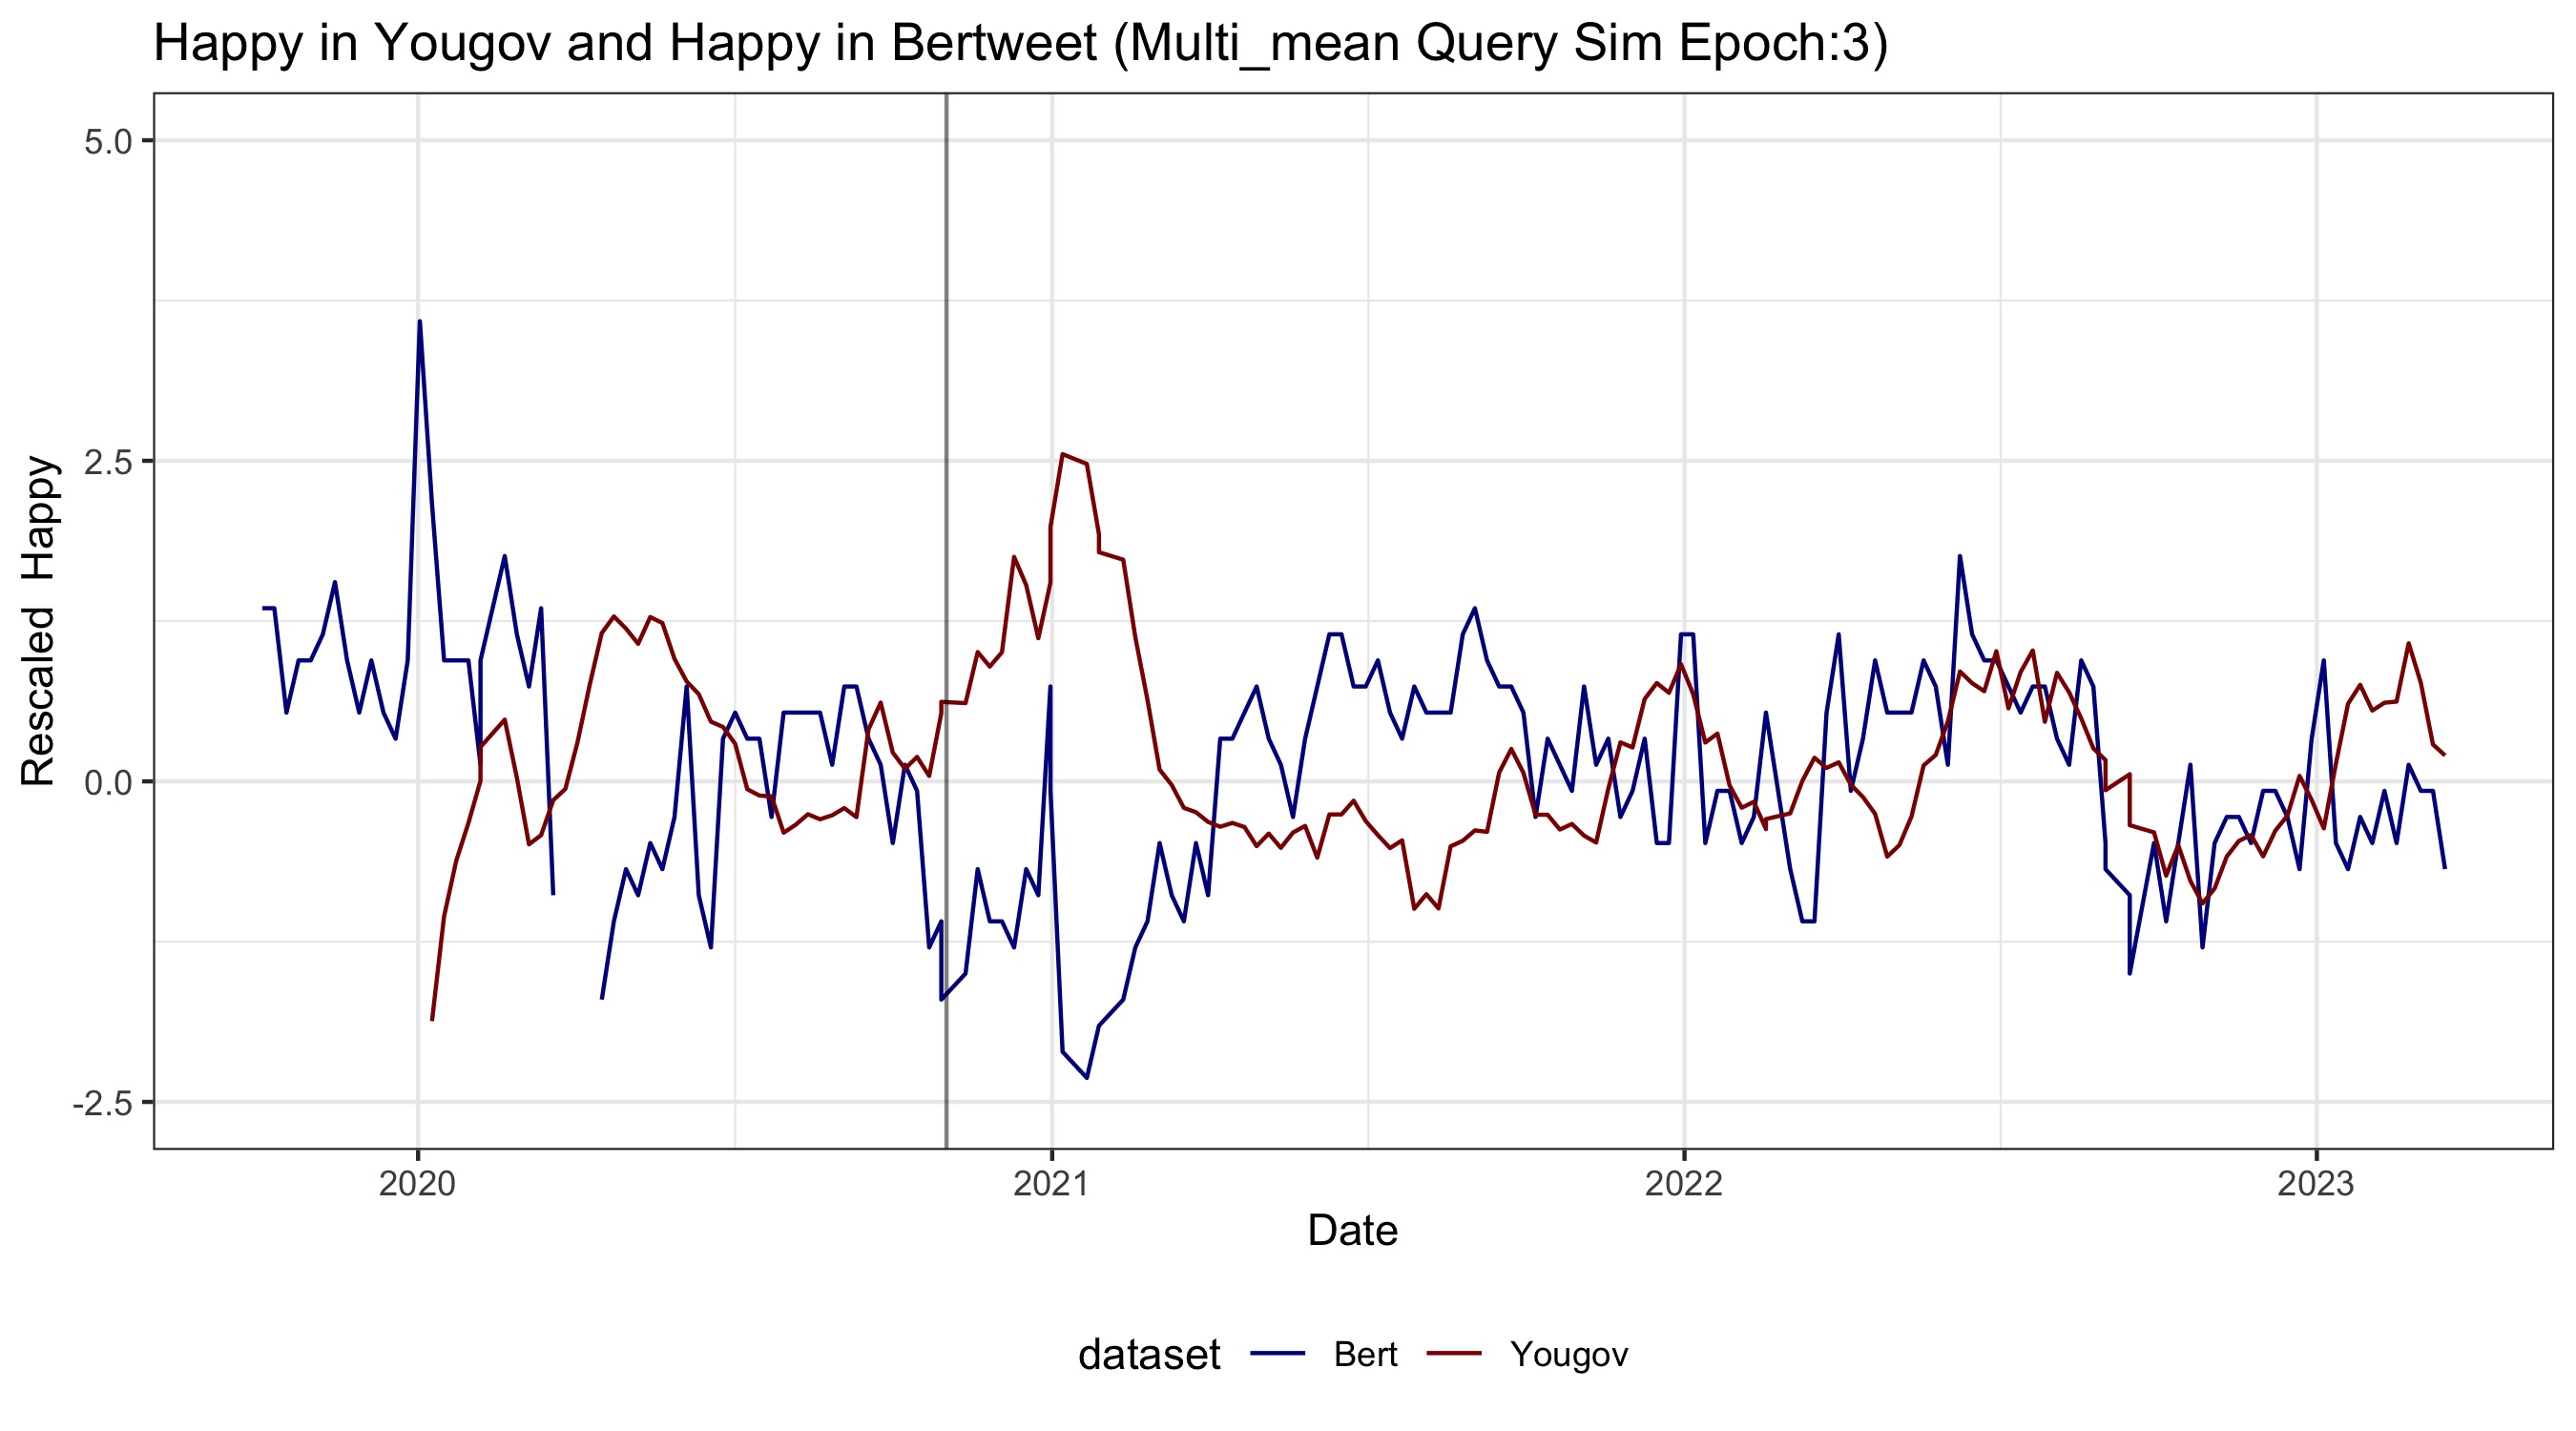 Happy in Yougov and Happy in Bertweet (Multi_mean Query Sim Epoch:3)
Rescaled  Happy
5.0
2.5
0.0
-2.5
2020 2021 2022 2023
Date
dataset Bert Yougov